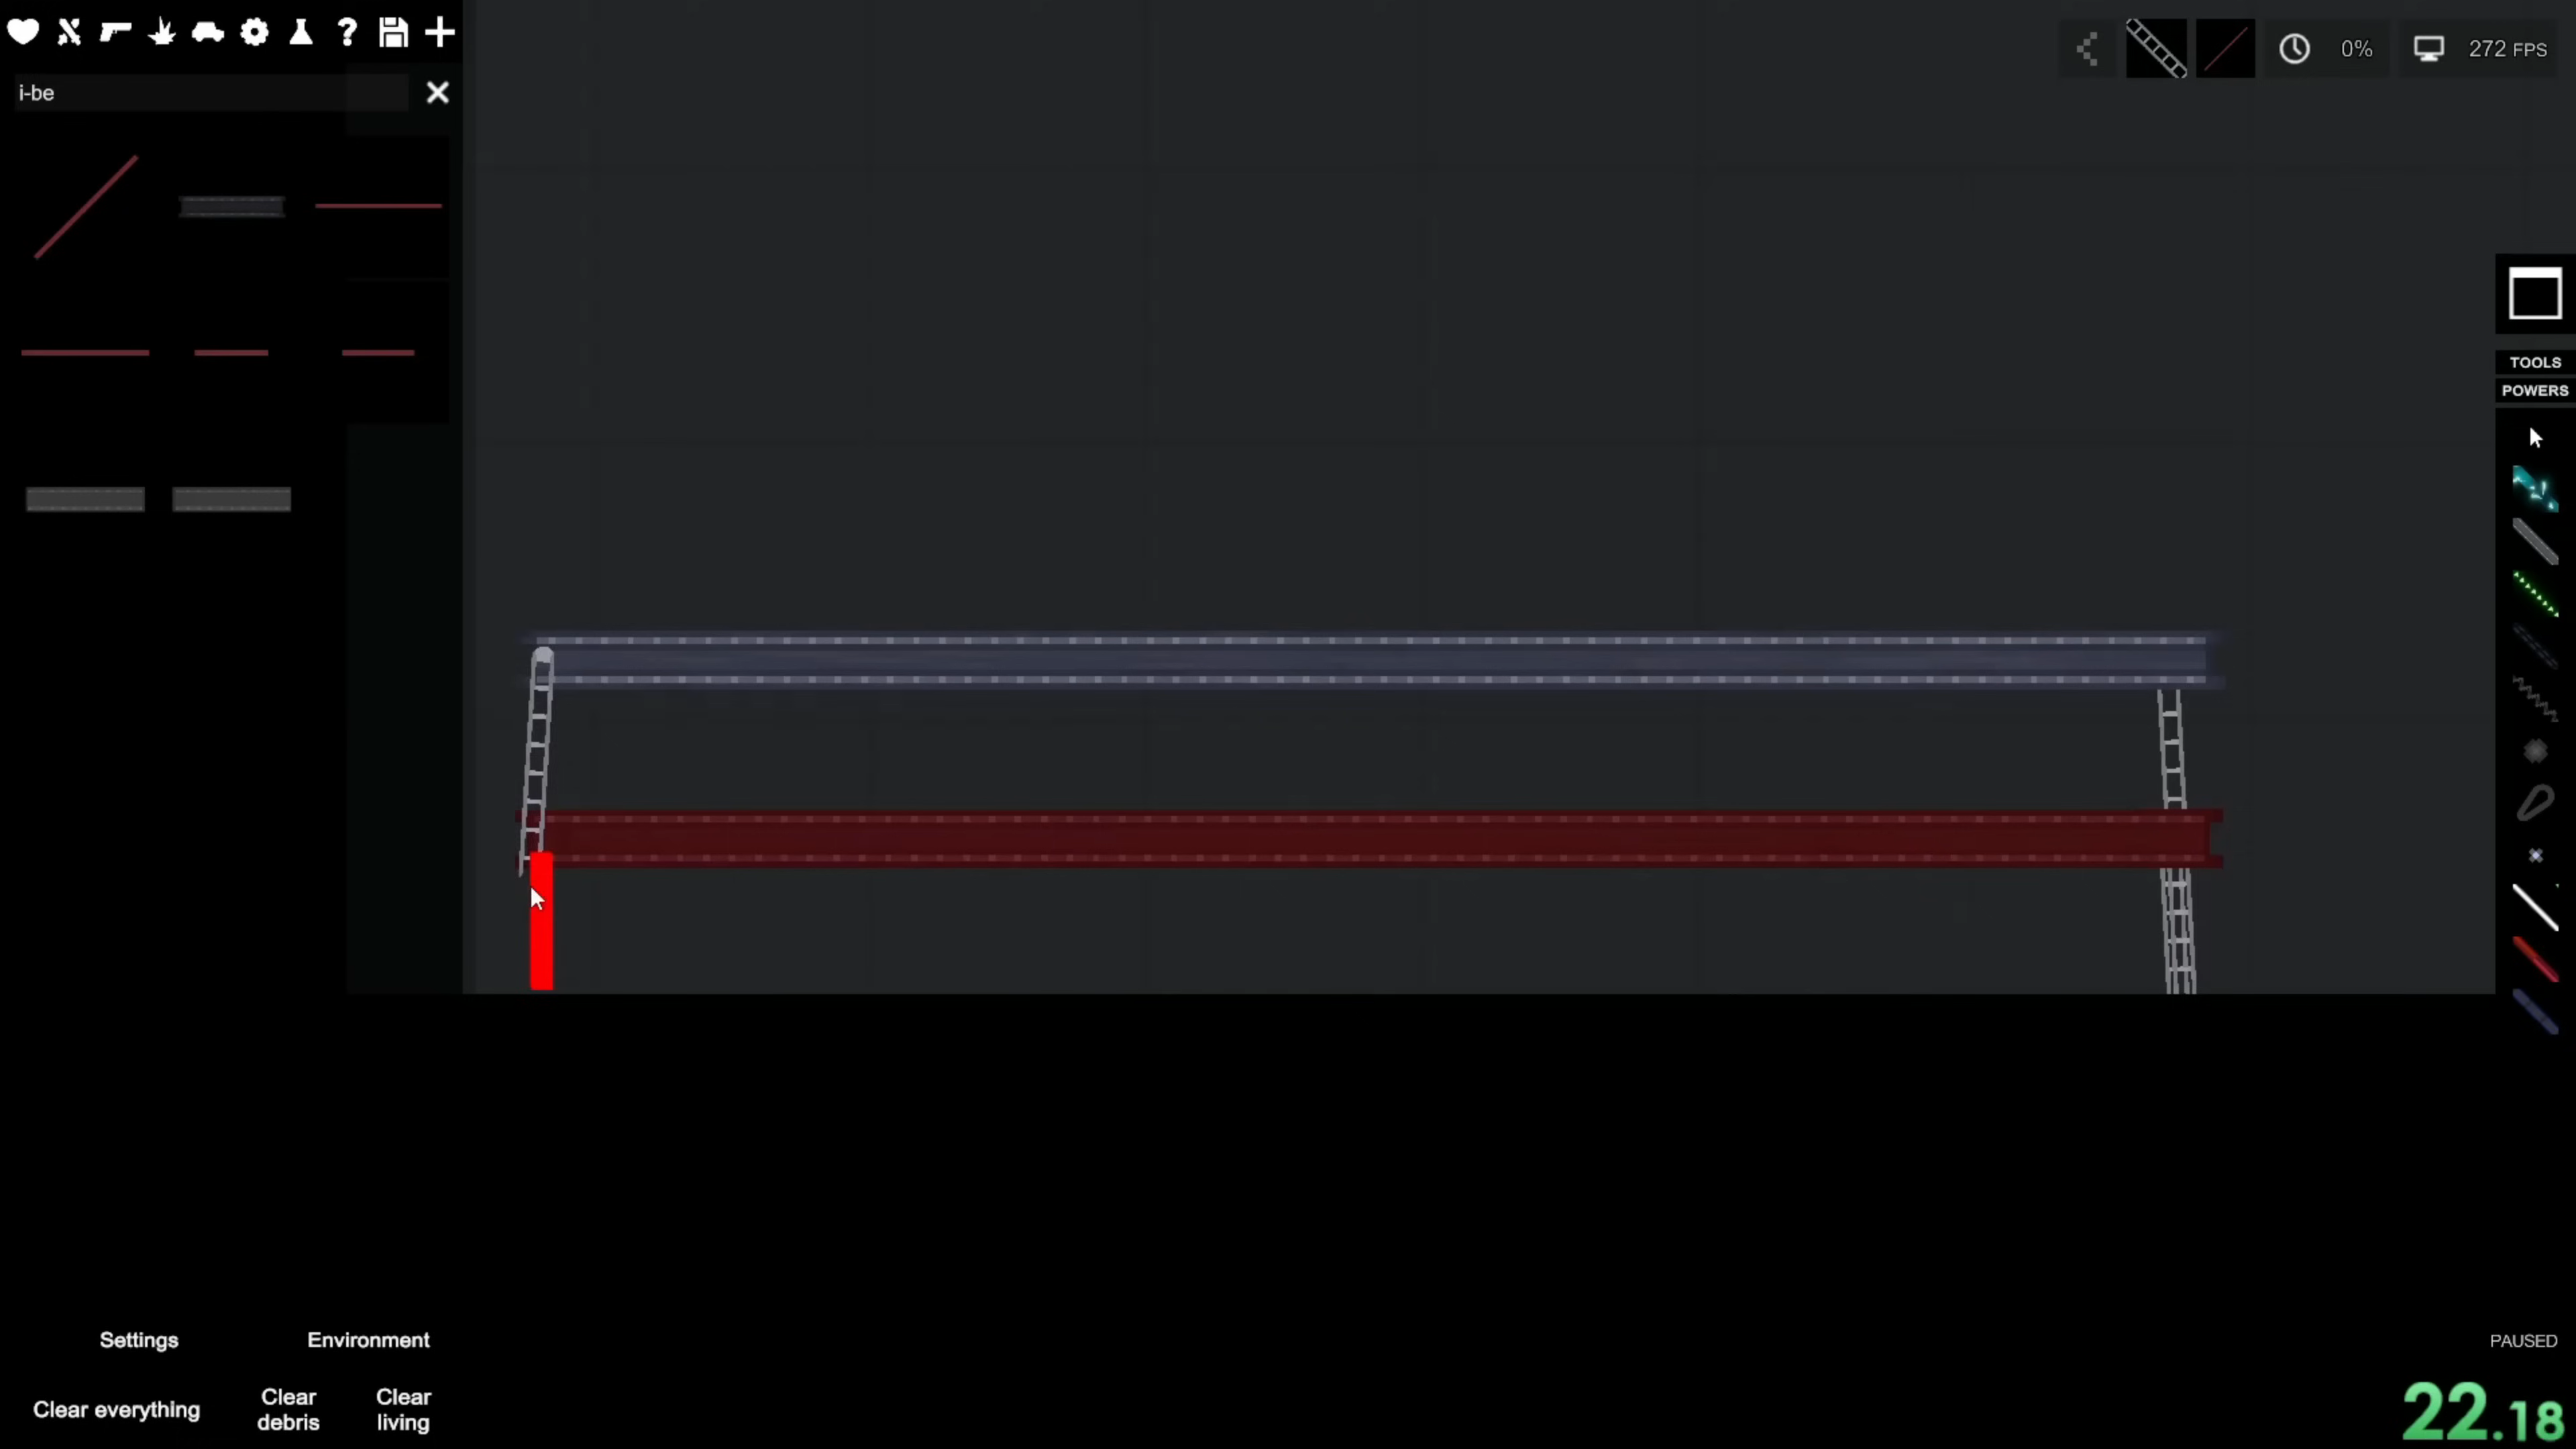 i-be
0%
272 FPS
TOOLS
POWERS
Settings
Environment
PAUSED
Clear everything
Clear
debris
Clear
living
22.18